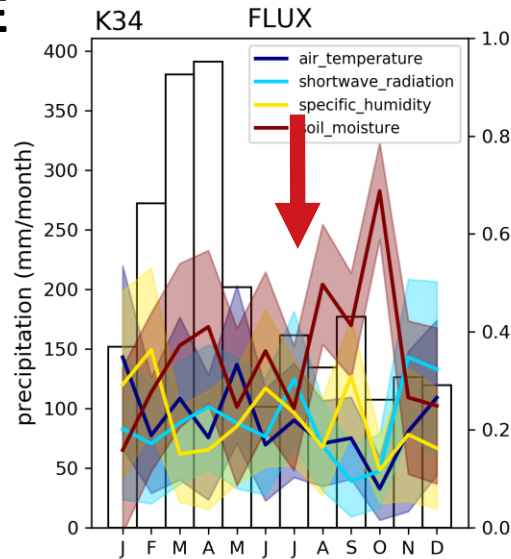 E
K34
FLUX
precipitation (mm/month)
400
350
300
250
200
150
100
50
0
1.0
0.8
0.6
0.4
0.2
0.0
air_temperature
shortwave_radiation
specific_humidity
soil_moisture
J F M A M J J A S O N D